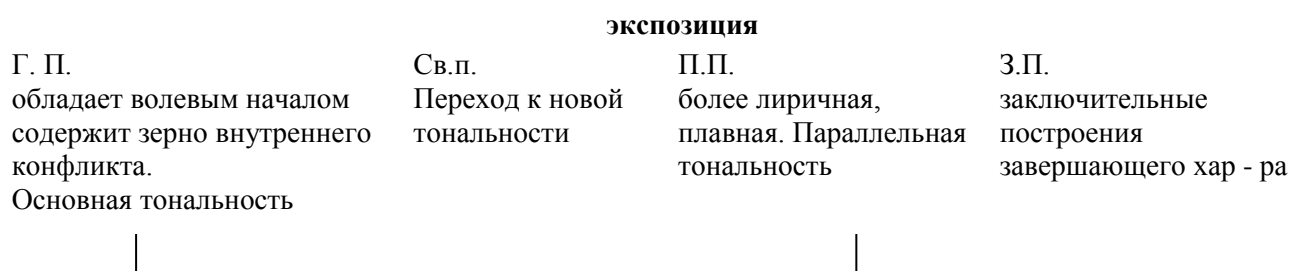 экспозиция
Г. П. Св.п. П.П. З.П.
обладает волевым началом Переход к новой более лиричная, заключительные
содержит зерно внутреннего тональности плавная. Параллельная построения
конфликта. тональность завершающего хар - ра
Основная тональность